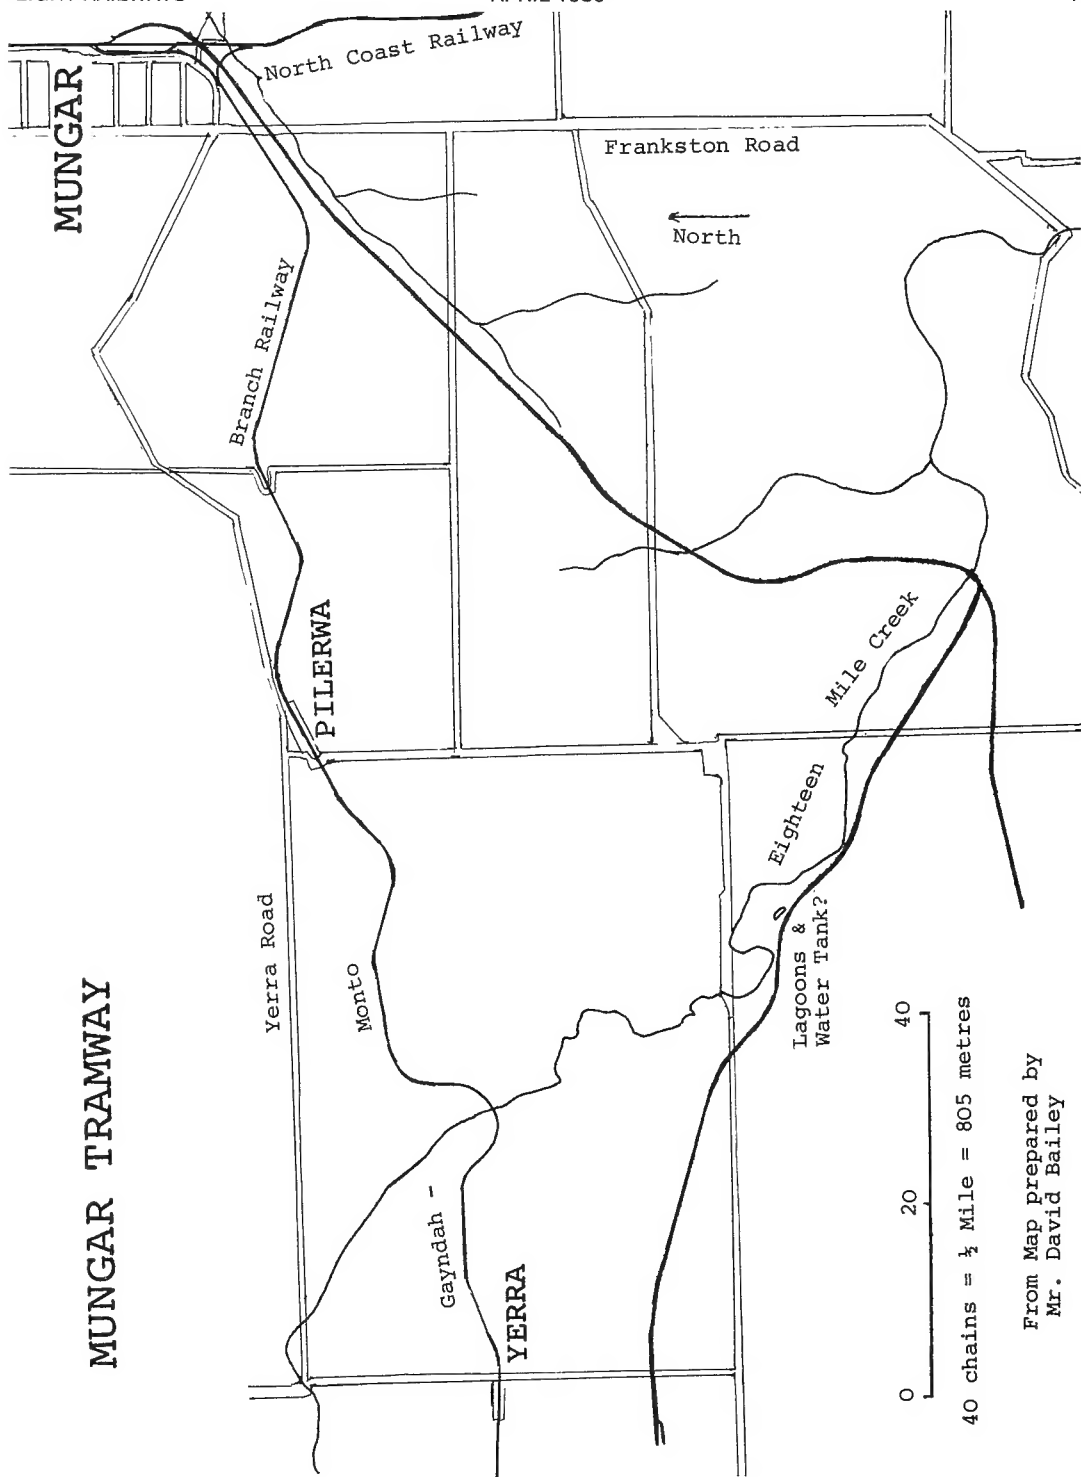 MUNGAR TRAMWAY
MUNGAR
North Coast Railway
Frankston Road
North
Branch Railway
PILERWA
Yerra Road
Monto
Gayndah –
YERRA
Eighteen
Mile Creek
Lagoons &
Water Tank?
0 20 40
40 chains = ½ Mile = 805 metres
From Map prepared by
Mr. David Bailey